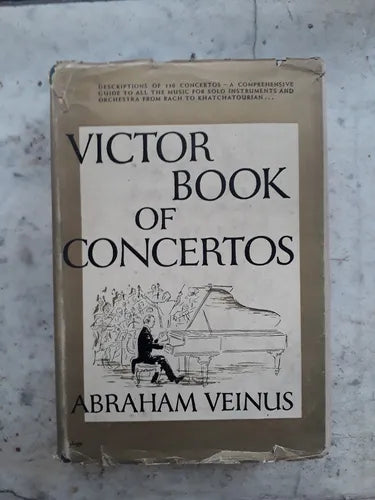 DESCRIPTIONS OF 130 CONCERTOS - A COMPREHENSIVE
GUIDE TO ALL THE MUSIC FOR SOLO INSTRUMENTS AND
ORCHESTRA FROM BACH TO KHATCHATOURIAN...
VICTOR
BOOK
OF
CONCERTOS
ABRAHAM VEINUS